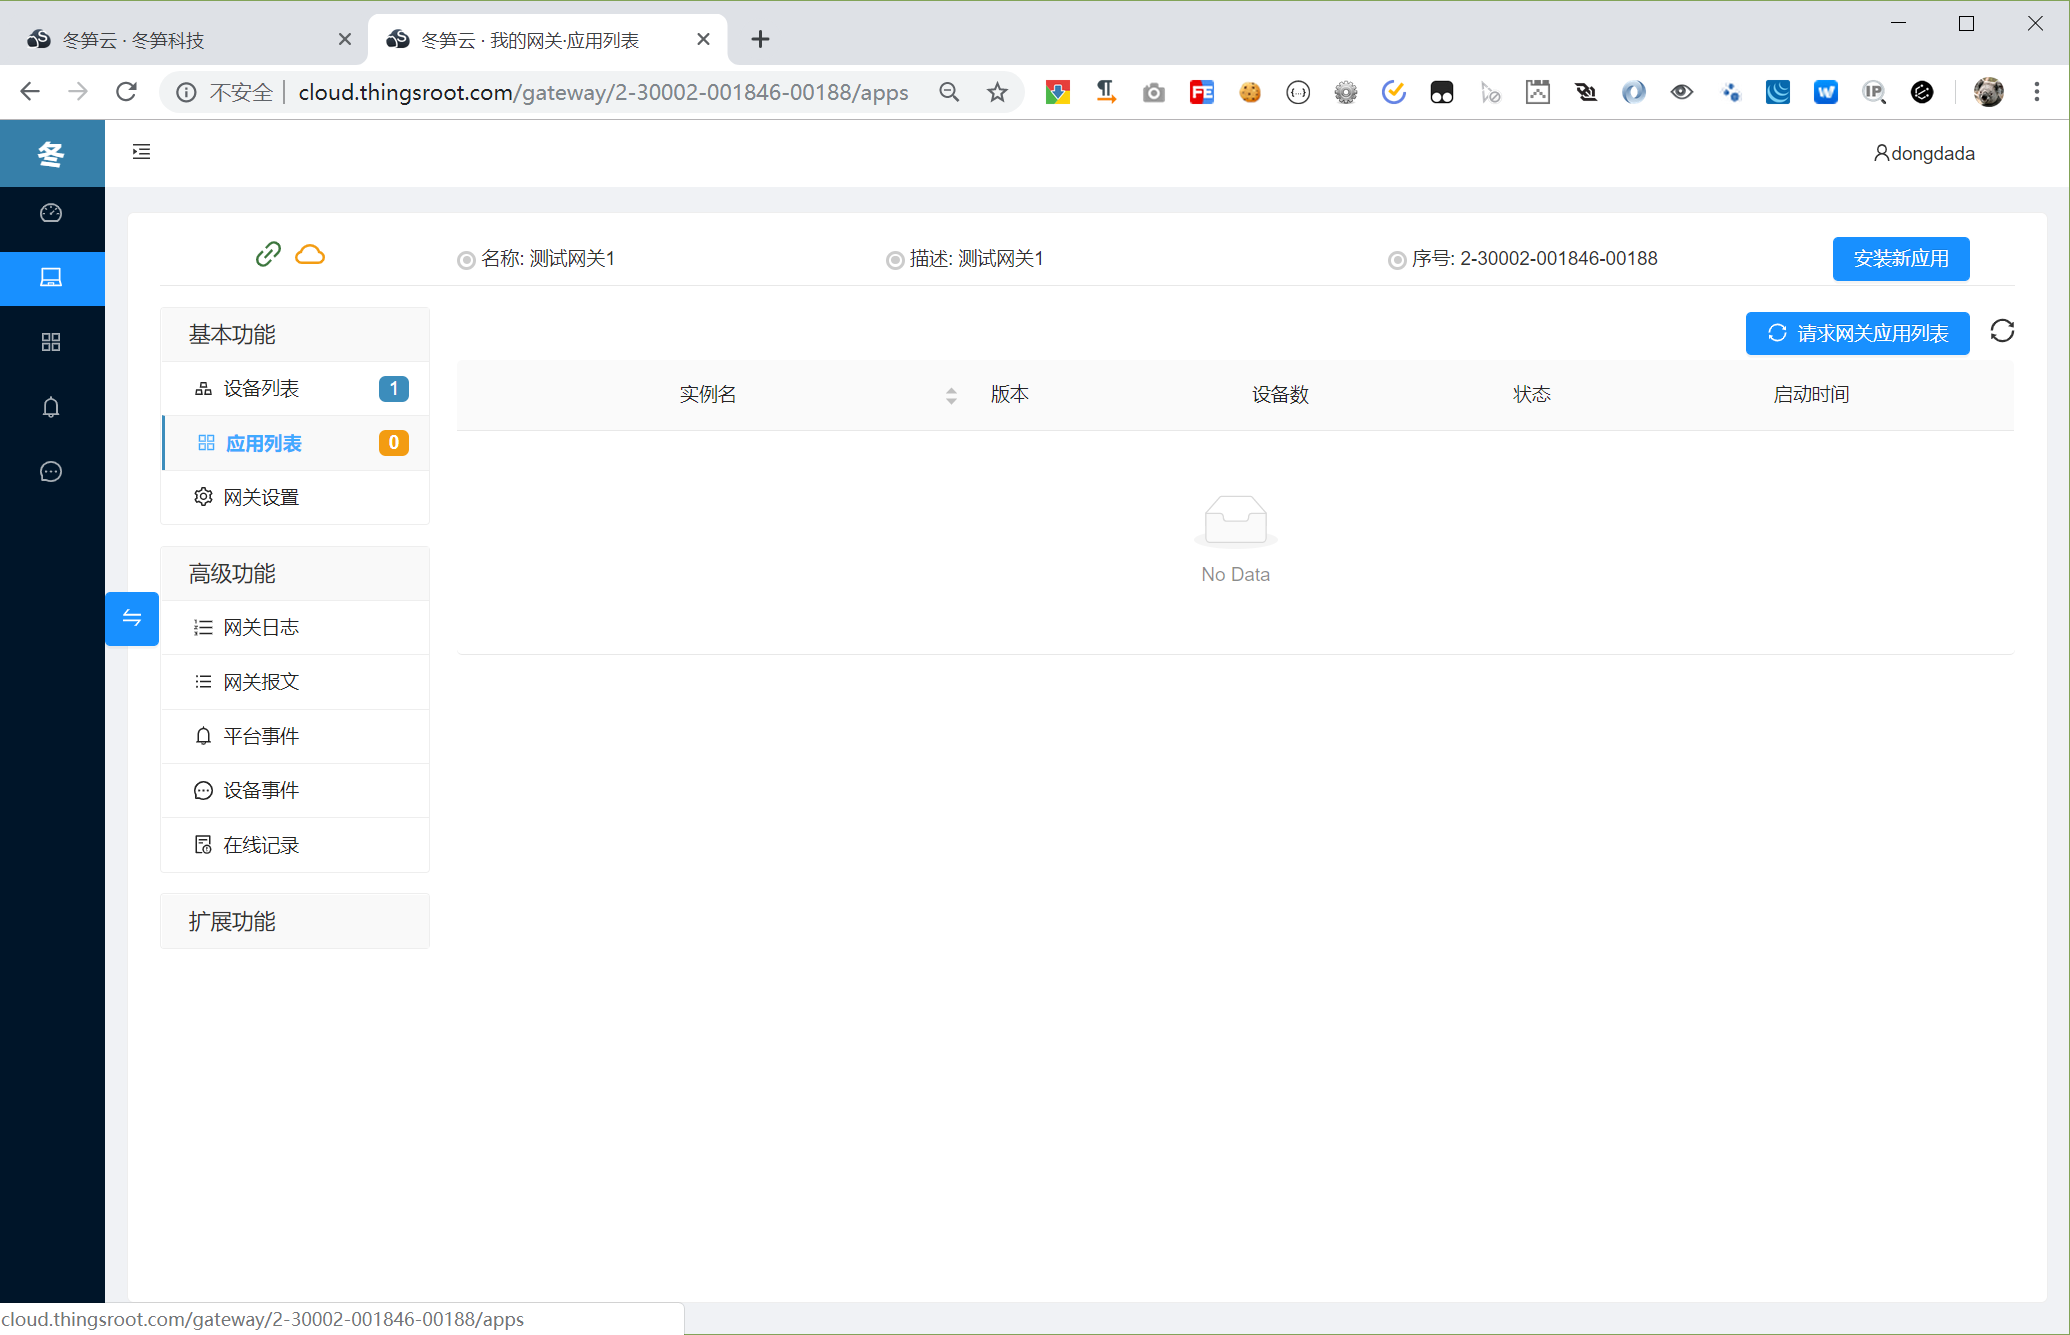 冬笋云 · 冬笋科技
冬笋云 · 我的网关·应用列表
不安全
cloud.thingsroot.com/gateway/2-30002-001846-00188/apps
冬
dongdada
名称: 测试网关1
描述: 测试网关1
序号: 2-30002-001846-00188
安装新应用
基本功能
设备列表
1
应用列表
0
网关设置
高级功能
网关日志
网关报文
平台事件
设备事件
在线记录
扩展功能
请求网关应用列表
实例名
版本
设备数
状态
启动时间
No Data
cloud.thingsroot.com/gateway/2-30002-001846-00188/apps